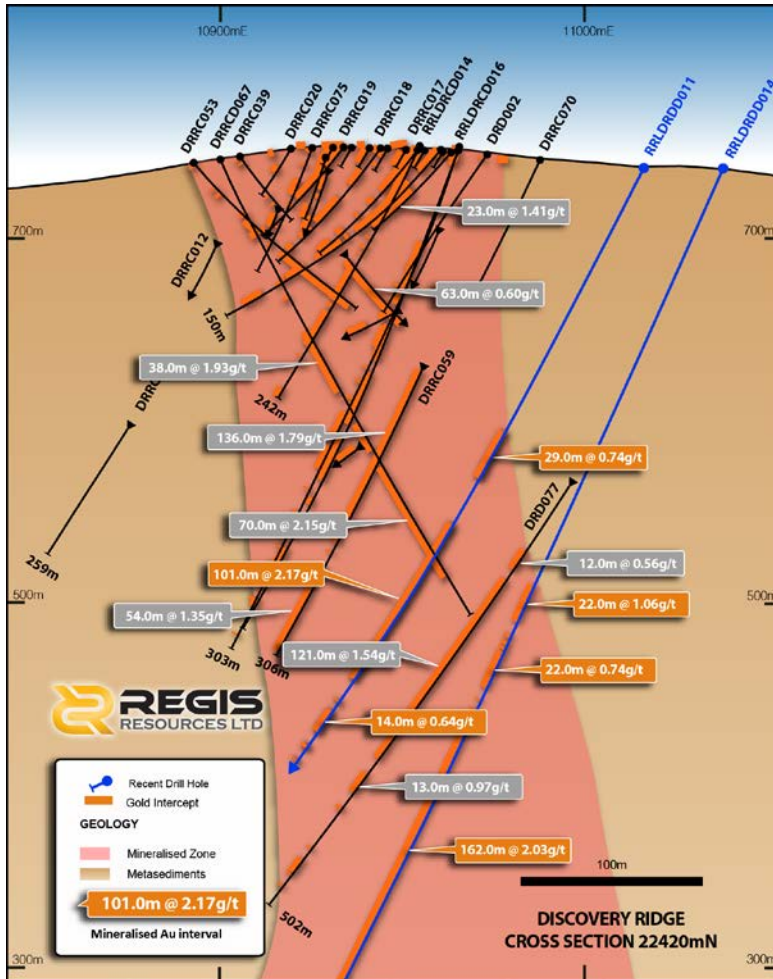 10900mE
11000mE
DRRC053
DRRCD067
DRRC039
DRRC020
DRRC075
DRRC019
DRRC018
DRRC017
RRLDRCD014
RRLDRCD016
DRD002
DRRC070
RRLDRDD011
RRLDRDD014
700m
700m
23.0m @ 1.41g/t
DRRC012
150m
63.0m @ 0.60g/t
38.0m @ 1.93g/t
242m
DRRC059
DRRC
136.0m @ 1.79g/t
29.0m @ 0.74g/t
DRD077
70.0m @ 2.15g/t
259m
101.0m @ 2.17g/t
12.0m @ 0.56g/t
500m
500m
54.0m @ 1.35g/t
22.0m @ 1.06g/t
303m
306m
121.0m @ 1.54g/t
22.0m @ 0.74g/t
REGIS
RESOURCES LTD
14.0m @ 0.64g/t
13.0m @ 0.97g/t
Recent Drill Hole
Gold Intercept
GEOLOGY
Mineralised Zone
Metasediments
101.0m @ 2.17g/t
Mineralised Au interval
162.0m @ 2.03g/t
100m
502m
DISCOVERY RIDGE
CROSS SECTION 22420mN
300m
300m